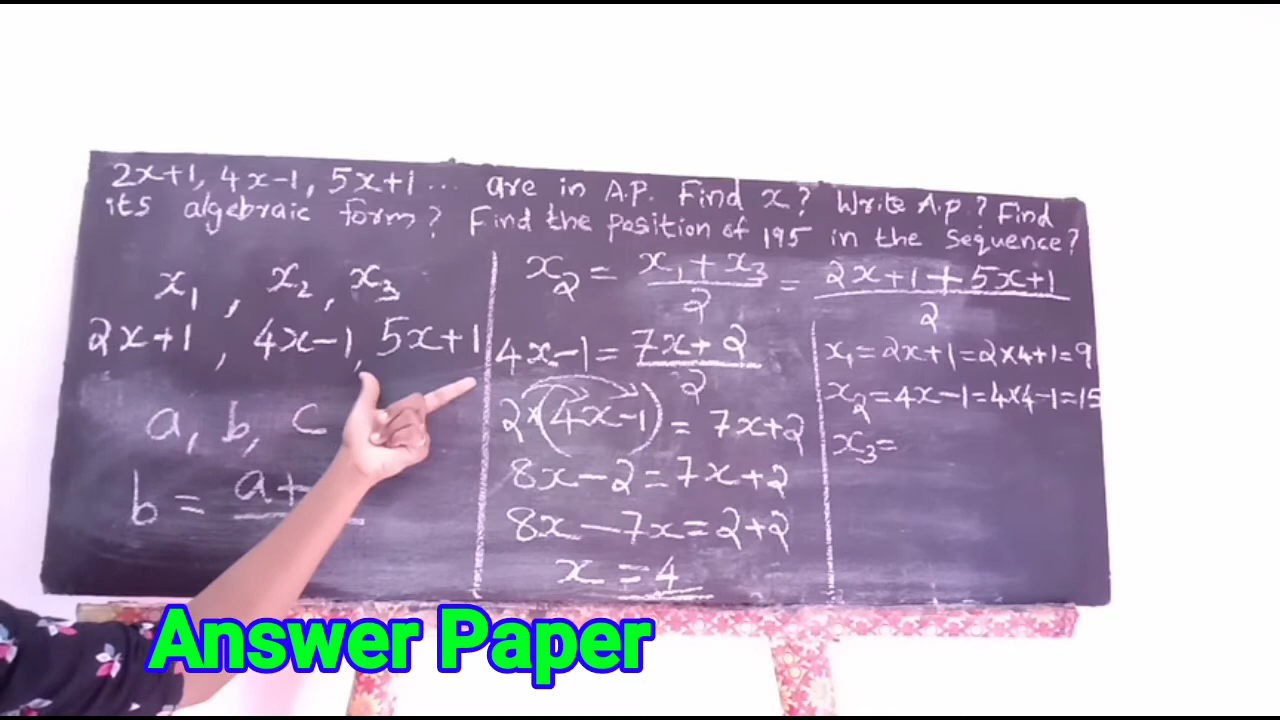 2x+1, 4x-1, 5x+1 ... are in A.P. Find x? Write A.p.? Find
its algebraic form? Find the position of 195 in the sequence?
x₁, x₂, x₃
2x+1, 4x-1, 5x+1
a, b, c
b = a+
x₂ = (x₁+x₃)/2 = (2x+1+5x+1)/2
4x-1 = (7x+2)/2
2×(4x-1) = 7x+2
8x-2=7x+2
8x-7x=2+2
x=4
x₁=2x+1=2×4+1=9
x₂=4x-1=4×4-1=15
x₃=
Answer Paper